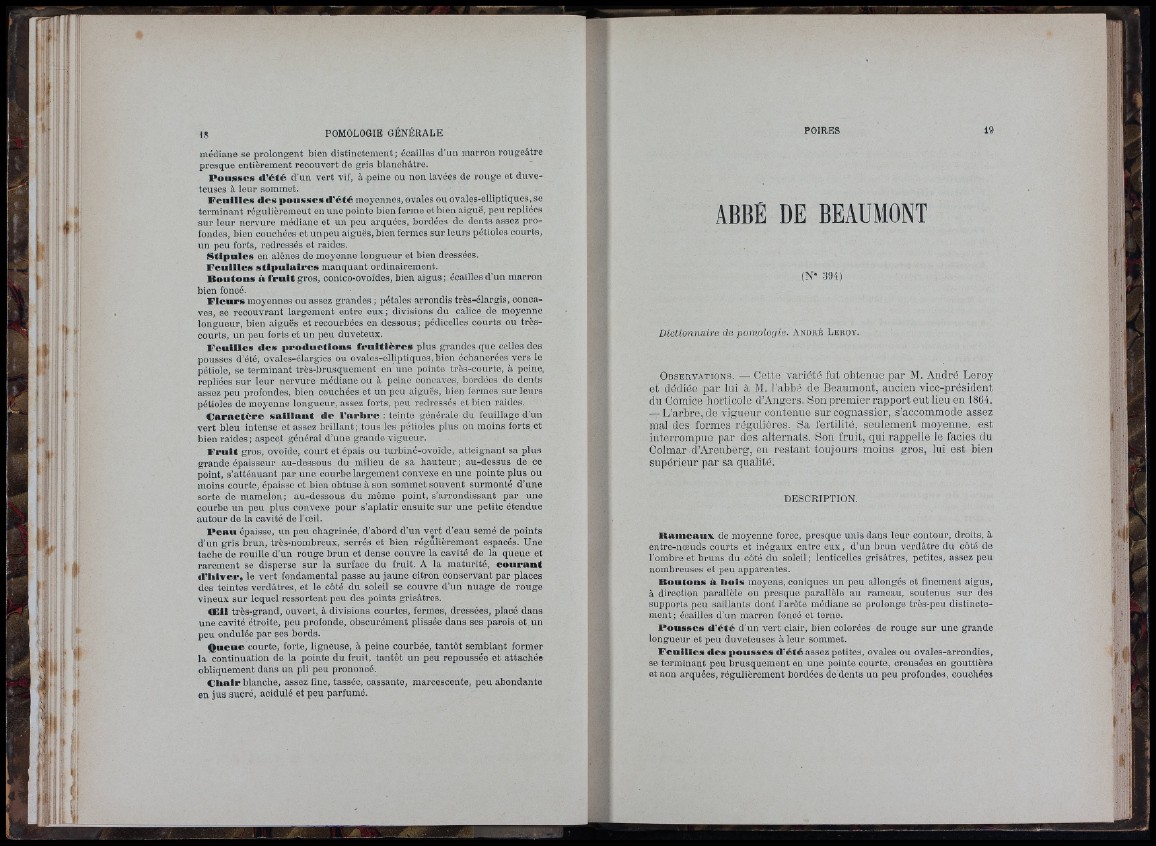 18 POMOLOGIE GÉNÉRALE
médiane se prolongent bien distinctement; écailles d'un marron rougeâtre
presque entièrement recouvert de gris blanchâtre.
Pousses d'été d'un vert vif, à peine ou non lavées de rouge et duve-
teuses à leur sommet.
Feuilles des pousses d'été moyennes, ovales ou ovales-elliptiques, se
terminant régulièrement en une pointe bien ferme et bien aiguë, peu repliées
sur leur nervure médiane et un peu arquées, bordées de dents assez pro-
fondes, bien couchées et un peu aiguës, bien fermes sur leurs pétioles courts,
un peu forts, redressés et raides.
Stipules en alènes de moyenne longueur et bien dressées.
Feuilles stipulaires manquant ordinairement.
Boutons à fruit gros, conico-ovoïdes, bien aigus; écailles d'un marron
bien foncé.
Fleurs moyennes ou assez grandes; pétales arrondis très-élargis, conca-
ves, se recouvrant largement entre eux; divisions du calice de moyenne
longueur, bien aiguës et recourbées en dessous; pédicelles courts ou très-
courts, un peu forts et un peu duveteux.
Feuilles des productions fruitières plus grandes que celles des
pousses d'été, ovales-élargies ou ovales-elliptiques, bien échancrées vers le
pétiole, se terminant très-brusquement en une pointe très-courte, à peine,
repliées sur leur nervure médiane ou à peine concaves, bordées de dents
assez peu profondes, bien couchées et un peu aiguës, bien fermes sur leurs
pétioles de moyenne longueur, assez forts, peu redressés et bien raides.
Caractère saillant de l'arbre : teinte générale du feuillage d'un
vert bleu intense et assez brillant; tous les pétioles plus ou moins forts et
bien raides; aspect général d'une grande vigueur.
Fruit gros, ovoïde, court et épais ou turbiné-ovoïde, atteignant sa plus
grande épaisseur au-dessous du milieu de sa hauteur; au-dessus de ce
point, s'atténuant par une courbe largement convexe en une pointe plus ou
moins courte, épaisse et bien obtuse à son sommet souvent surmonté d'une
sorte de mamelon; au-dessous du même point, s'arrondissant par une
courbe un peu plus convexe pour s'aplatir ensuite sur une petite étendue
autour de la cavité de l'œil.
Peau épaisse, un peu chagrinée, d'abord d'un vert d'eau semé de points
d'un gris brun, très-nombreux, serrés et bien régulièrement espacés. Une
tache de rouille d'un rouge brun et dense couvre la cavité de la queue et
rarement se disperse sur la surface du fruit. A la maturité, courant
d'hiver, le vert fondamental passe au jaune citron conservant par places
des teintes verdâtres, et le côté du soleil se couvre d'un nuage de rouge
vineux sur lequel ressortent peu des points grisâtres.
Œil très-grand, ouvert, à divisions courtes, fermes, dressées, placé dans
une cavité étroite, peu profonde, obscurément plissée dans ses parois et un
peu ondulée par ses bords.
Queue courte, forte, ligneuse, à peine courbée, tantôt semblant former
la continuation de la pointe du fruit, tantôt un peu repoussée et attachée
obliquement dans un pli peu prononcé.
Chair blanche, assez fine, tassée, cassante, marcescente, peu abondante
en jus sucré, acidulé et peu parfumé.
POIRES 19
ABBÉ DE BEAUMONT
(N° 394)
Dictionnaire de pomologie. ANDRÉ LEROY.
OBSERVATIONS. — Cette variété fut obtenue par M. André Leroy
et dédiée par lui à M. l'abbé de Beaumont, ancien vice-président
du Comice horticole d'Angers. Son premier rapport eut lieu en 1864.
— L'arbre, de vigueur contenue sur cognassier, s'accommode assez
mal des formes régulières. Sa fertilité, seulement moyenne, est
interrompue par des alternats. Son fruit, qui rappelle le facies du
Colmar d'Arenberg, en restant toujours moins gros, lui est bien
supérieur par sa qualité.
DESCRIPTION.
Rameaux de moyenne force, presque unis dans leur contour, droits, à
entre-nœuds courts et inégaux entre eux, d'un brun verdâtre du côté de
l'ombre et bruns du côté du soleil; lenticelles grisâtres, petites, assez peu
nombreuses et peu apparentes.
Boutons à bois moyens, coniques un peu allongés et finement aigus,
à direction parallèle ou presque parallèle au rameau, soutenus sur des
supports peu saillants dont l'arête médiane se prolonge très-peu distincte-
ment; écailles d'un marron foncé et terne.
Pousses d'été d'un vert clair, bien colorées de rouge sur une grande
longueur et peu duveteuses à leur sommet.
Feuilles des pousses d'été assez petites, ovales ou ovales-arrondies,
se terminant peu brusquement en une pointe courte, creusées en gouttière
et non arquées, régulièrement bordées de dents un peu profondes, couchées